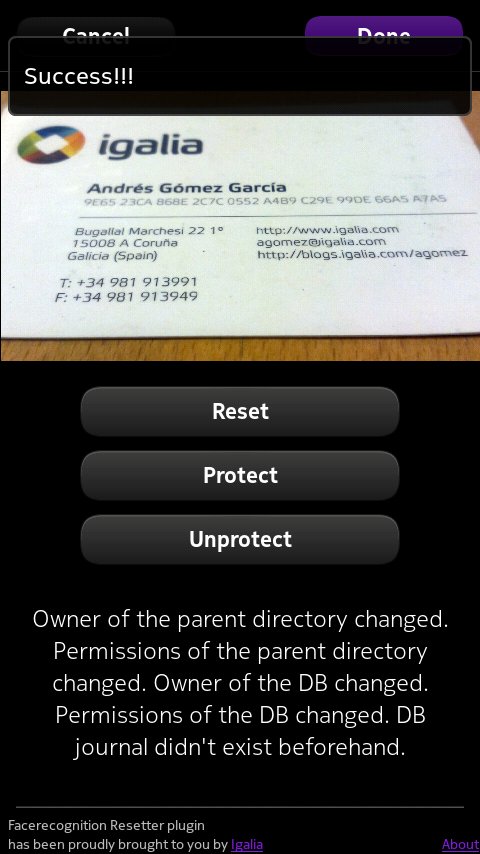 Cancel
Done
Success!!!
igalia
Andrés Gómez García
9E65 23CA 868E 2C7C 0552 A4B9 C29E 99DE 66A5 A7A5
Bugallal Marchesi 22 1º
15008 A Coruña
Galicia (Spain)
http://www.igalia.com
agomez@igalia.com
http://blogs.igalia.com/agomez
T: +34 981 913991
F: +34 981 913949
Reset
Protect
Unprotect
Owner of the parent directory changed.
Permissions of the parent directory
changed. Owner of the DB changed.
Permissions of the DB changed. DB
journal didn't exist beforehand.
Facerecognition Resetter plugin
has been proudly brought to you by Igalia
About